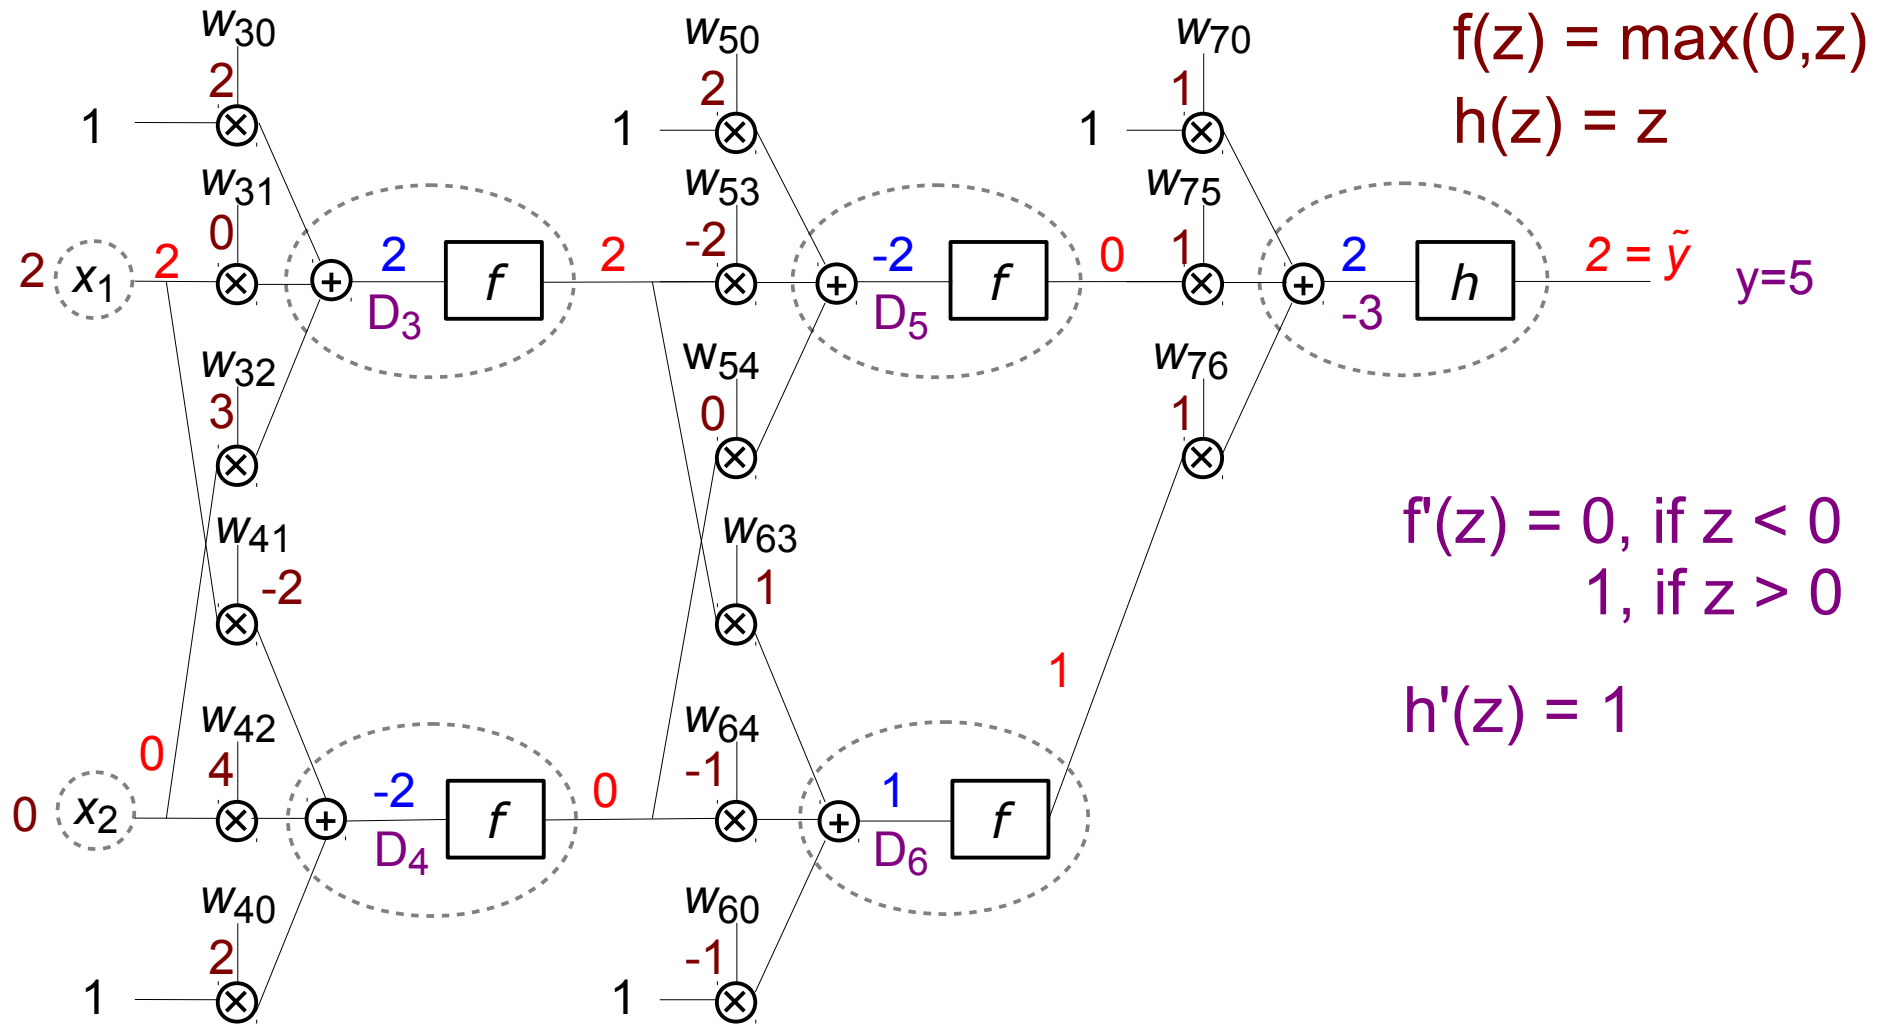 w30 w50 w70 f(z) = max(0,z)
2 2 1 h(z) = z
1 1 1
w31 w53 w75
0 -2 1
2 x1 2 2 f 2 -2 f 0 2 h 2 = ỹ y=5
D3 D5 -3
w32 w54 w76
3 0 1
w41 w63 f'(z) = 0, if z < 0
-2 1 1, if z > 0
1
w42 w64 h'(z) = 1
0 4 -1
0 x2 -2 f 0 1 f
D4 D6
w40 w60
2 -1
1 1